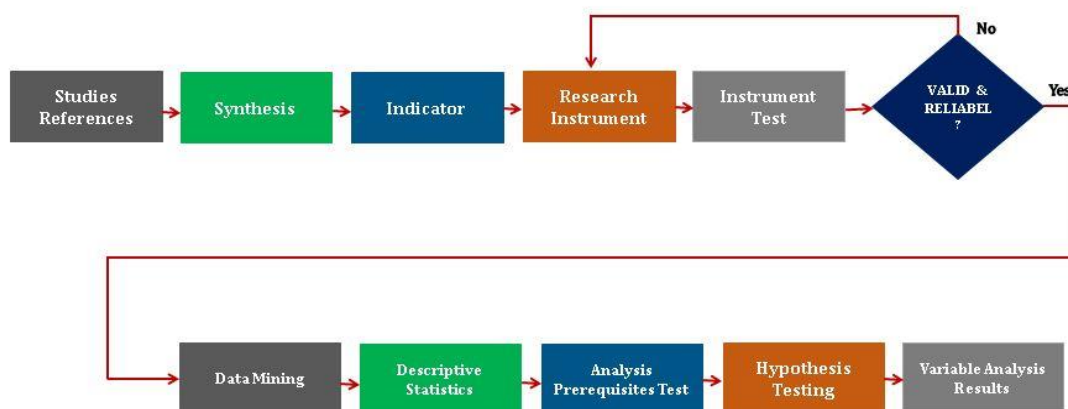 No
Studies
References
Synthesis
Indicator
Research
Instrument
Instrument
Test
VALID &
RELIABEL
?
Yes
Data Mining
Descriptive
Statistics
Analysis
Prerequisites Test
Hypothesis
Testing
Variable Analysis
Results